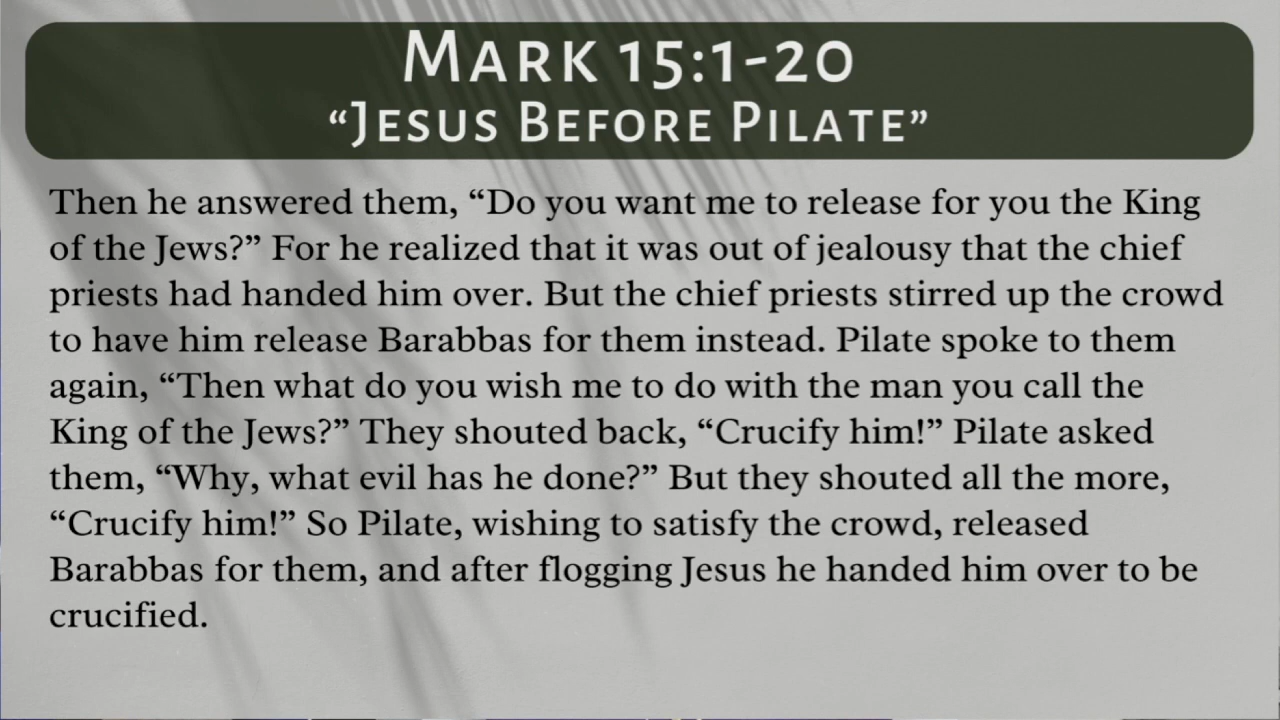 Mark 15:1-20
“Jesus Before Pilate”
Then he answered them, “Do you want me to release for you the King
of the Jews?” For he realized that it was out of jealousy that the chief
priests had handed him over. But the chief priests stirred up the crowd
to have him release Barabbas for them instead. Pilate spoke to them
again, “Then what do you wish me to do with the man you call the
King of the Jews?” They shouted back, “Crucify him!” Pilate asked
them, “Why, what evil has he done?” But they shouted all the more,
“Crucify him!” So Pilate, wishing to satisfy the crowd, released
Barabbas for them, and after flogging Jesus he handed him over to be
crucified.